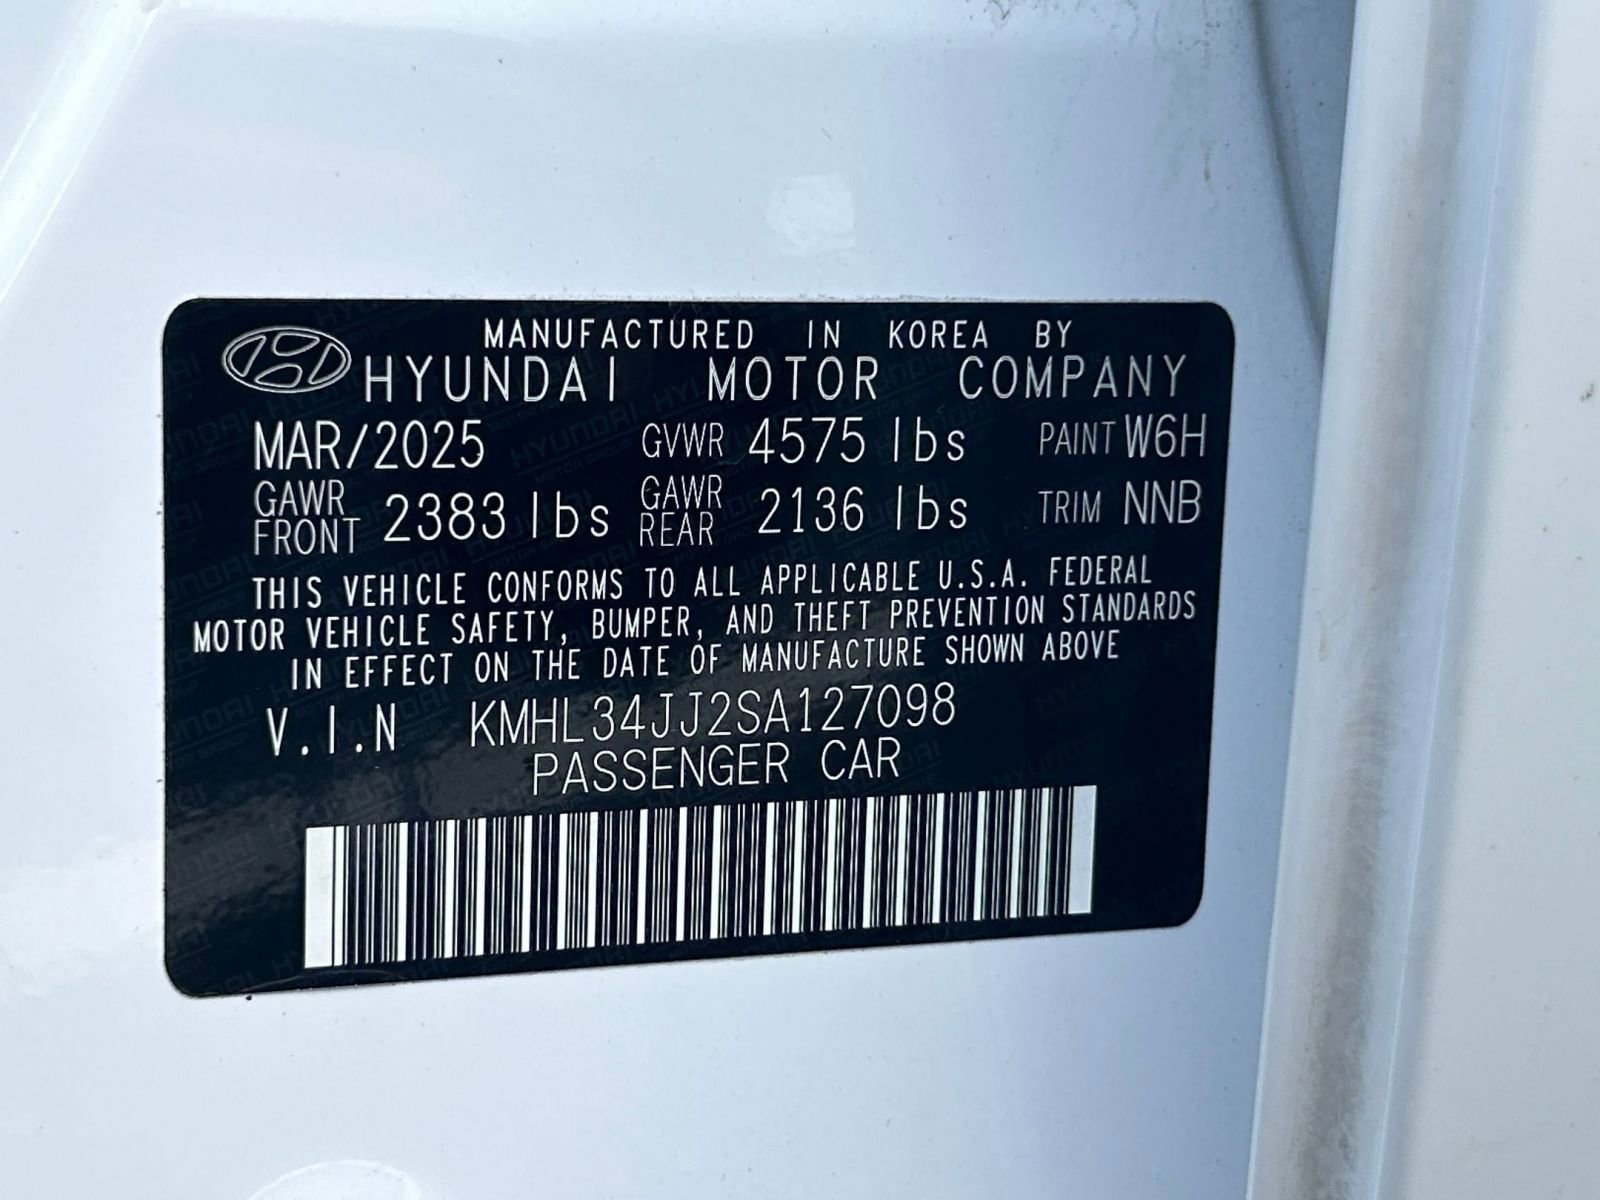 MANUFACTURED IN KOREA BY
HYUNDAI MOTOR COMPANY
MAR/2025 GVWR 4575 lbs PAINT W6H
GAWR FRONT 2383 lbs GAWR REAR 2136 lbs TRIM NNB
THIS VEHICLE CONFORMS TO ALL APPLICABLE U.S.A. FEDERAL
MOTOR VEHICLE SAFETY, BUMPER, AND THEFT PREVENTION STANDARDS
IN EFFECT ON THE DATE OF MANUFACTURE SHOWN ABOVE
V.I.N KMHL34JJ2SA127098
PASSENGER CAR